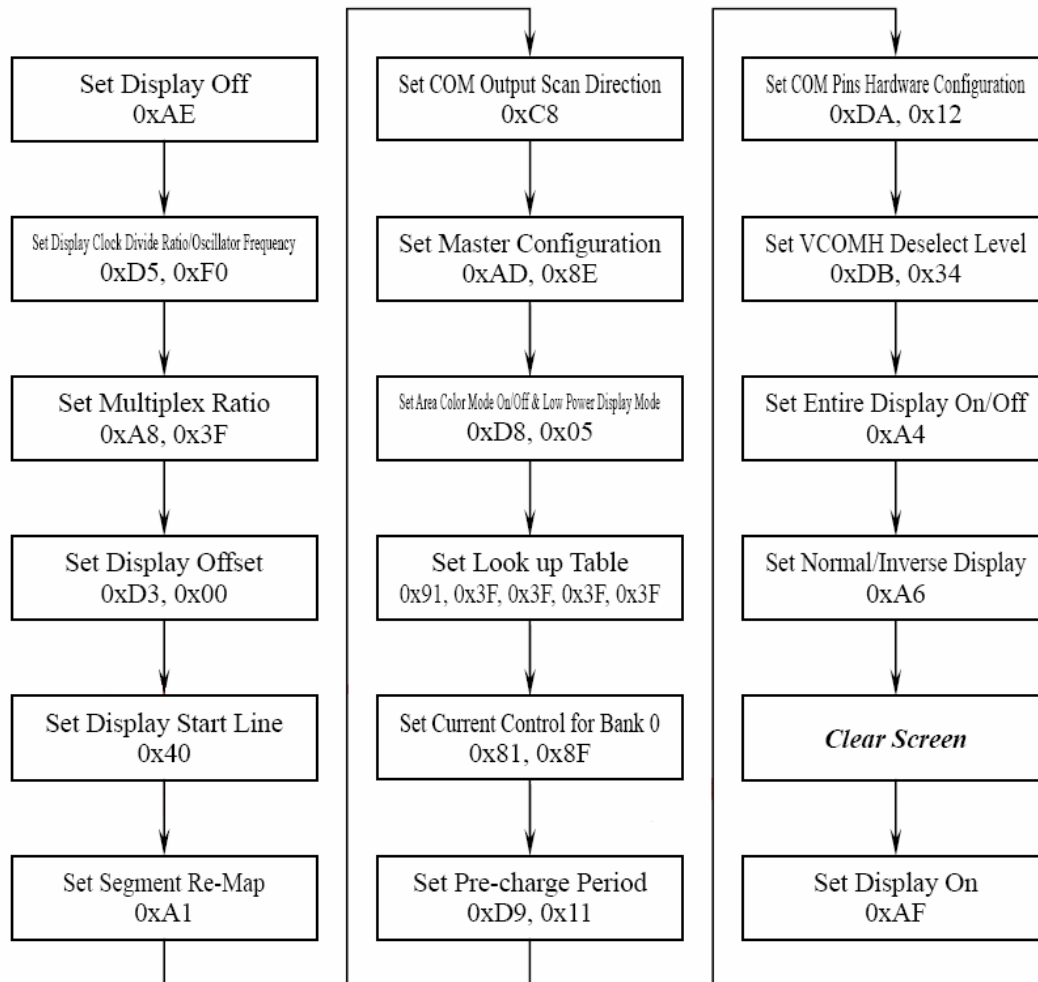 Set Display Off
0xAE
Set Display Clock Divide Ratio/Oscillator Frequency
0xD5, 0xF0
Set Multiplex Ratio
0xA8, 0x3F
Set Display Offset
0xD3, 0x00
Set Display Start Line
0x40
Set Segment Re-Map
0xA1
Set COM Output Scan Direction
0xC8
Set Master Configuration
0xAD, 0x8E
Set Area Color Mode On/Off & Low Power Display Mode
0xD8, 0x05
Set Look up Table
0x91, 0x3F, 0x3F, 0x3F, 0x3F
Set Current Control for Bank 0
0x81, 0x8F
Set Pre-charge Period
0xD9, 0x11
Set COM Pins Hardware Configuration
0xDA, 0x12
Set VCOMH Deselect Level
0xDB, 0x34
Set Entire Display On/Off
0xA4
Set Normal/Inverse Display
0xA6
Clear Screen
Set Display On
0xAF